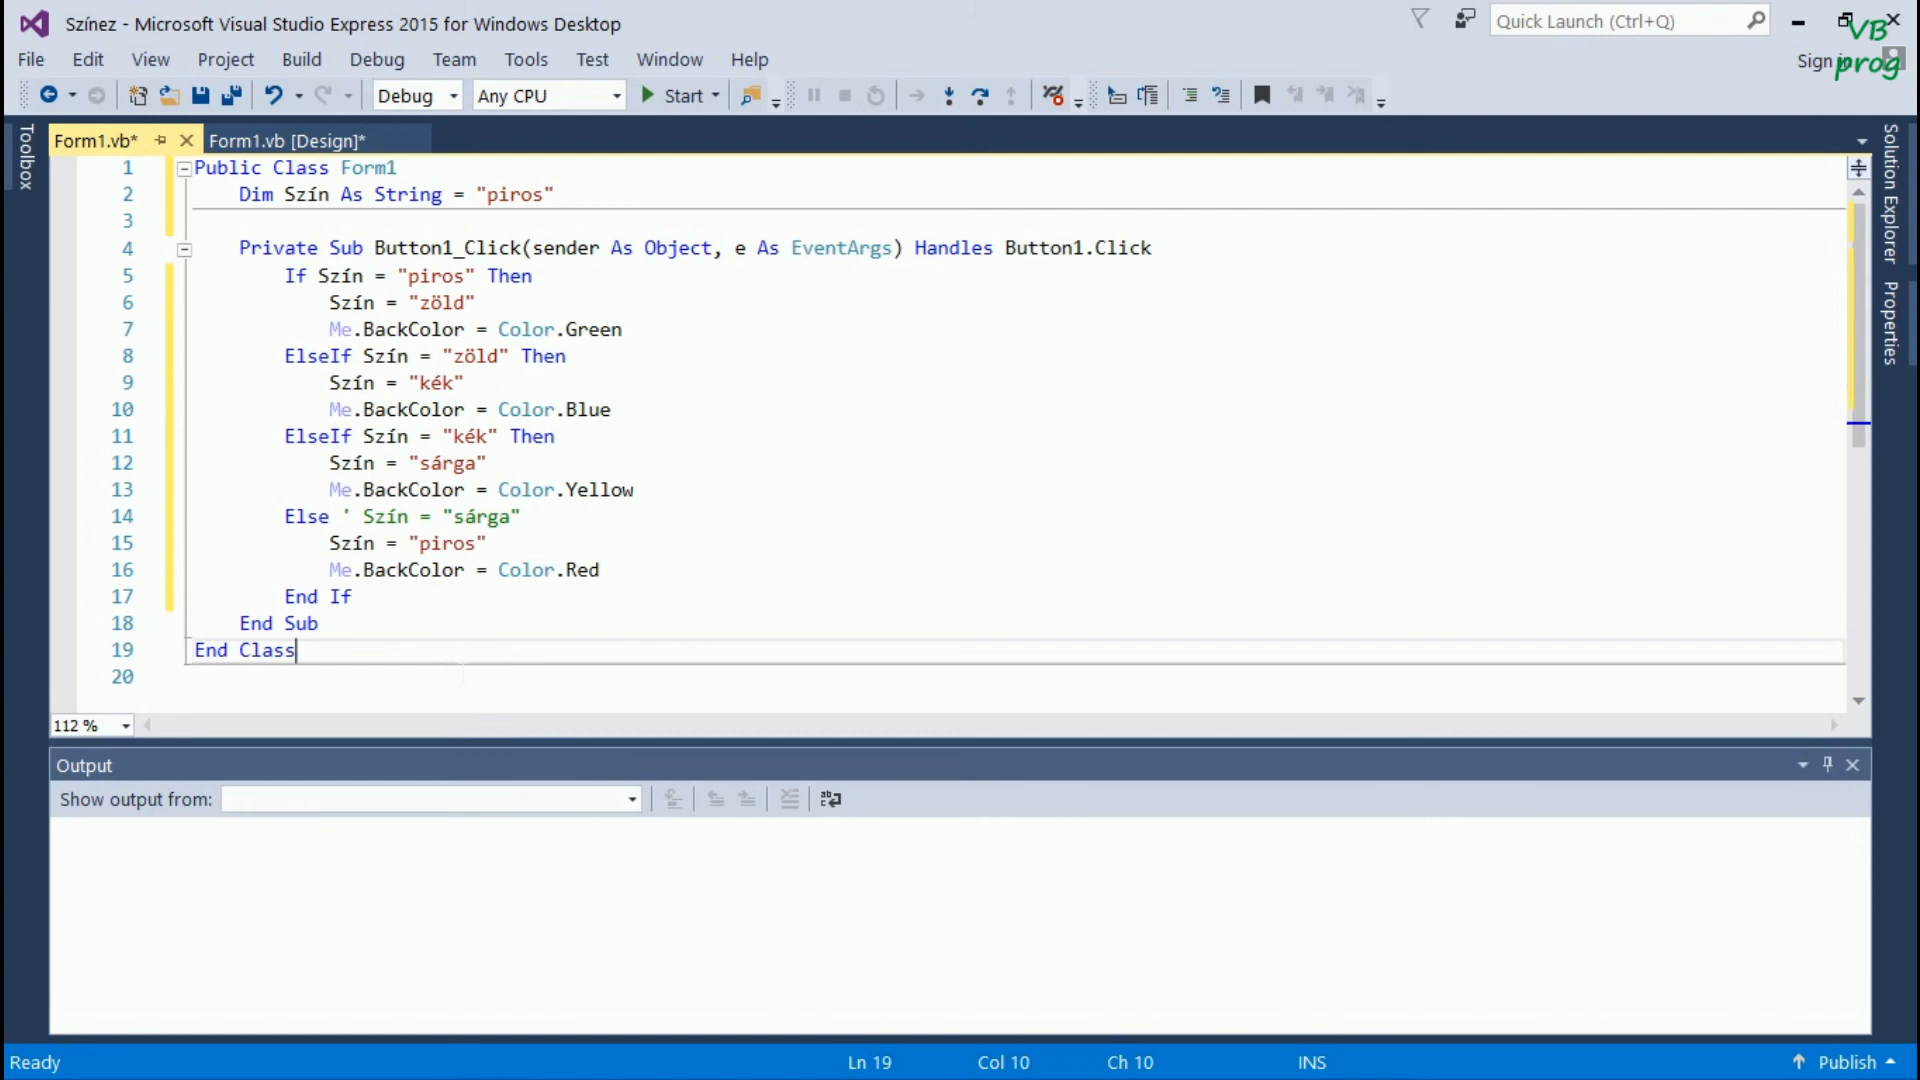 Színez - Microsoft Visual Studio Express 2015 for Windows Desktop
Quick Launch (Ctrl+Q)
VB
prog
File Edit View Project Build Debug Team Tools Test Window Help
Sign
Debug Any CPU Start
Toolbox
Form1.vb* Form1.vb [Design]*
Solution Explorer
Properties
1 Public Class Form1
2 Dim Szín As String = "piros"
3
4 Private Sub Button1_Click(sender As Object, e As EventArgs) Handles Button1.Click
5 If Szín = "piros" Then
6 Szín = "zöld"
7 Me.BackColor = Color.Green
8 ElseIf Szín = "zöld" Then
9 Szín = "kék"
10 Me.BackColor = Color.Blue
11 ElseIf Szín = "kék" Then
12 Szín = "sárga"
13 Me.BackColor = Color.Yellow
14 Else ' Szín = "sárga"
15 Szín = "piros"
16 Me.BackColor = Color.Red
17 End If
18 End Sub
19 End Class
20
112 %
Output
Show output from:
Ready Ln 19 Col 10 Ch 10 INS Publish